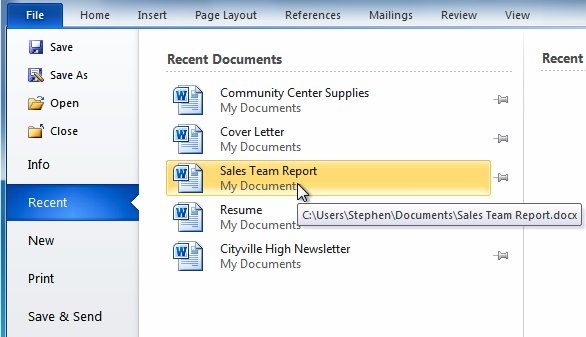 File Home Insert Page Layout References Mailings Review View
Save
Save As
Open
Close
Info
Recent
New
Print
Save & Send
Recent Documents
Community Center Supplies
My Documents
Cover Letter
My Documents
Sales Team Report
My Documents
Resume
My Documents
Cityville High Newsletter
My Documents
C:\Users\Stephen\Documents\Sales Team Report.docx
Recent